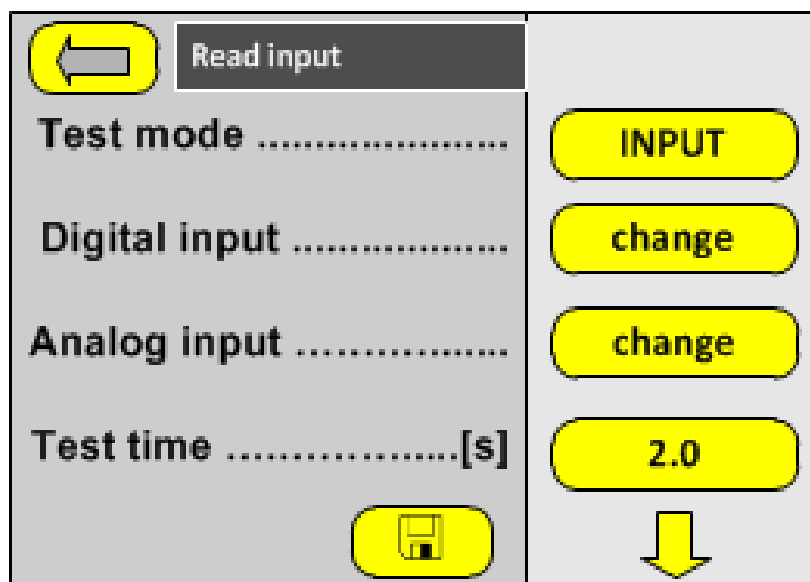 Read input
Test mode ...................... INPUT
Digital input ................... change
Analog input ................... change
Test time .....................[s] 2.0